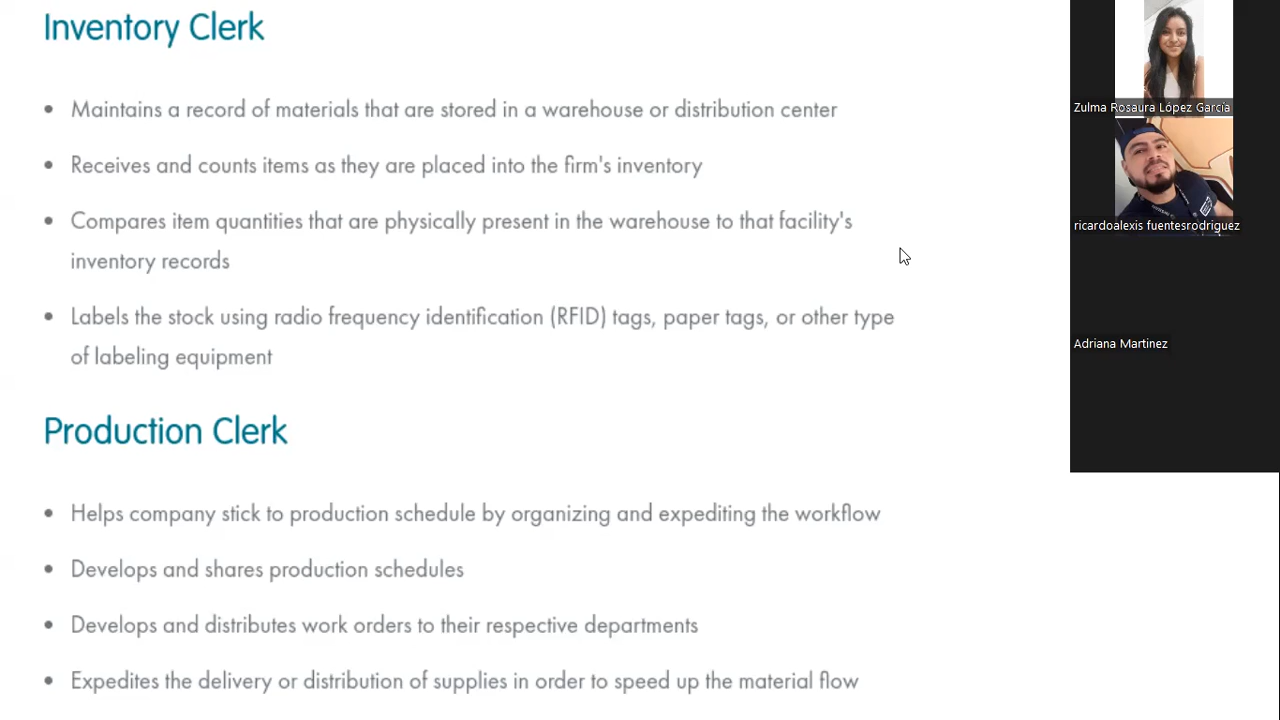 Inventory Clerk
• Maintains a record of materials that are stored in a warehouse or distribution center
• Receives and counts items as they are placed into the firm's inventory
• Compares item quantities that are physically present in the warehouse to that facility's
inventory records
• Labels the stock using radio frequency identification (RFID) tags, paper tags, or other type
of labeling equipment
Production Clerk
• Helps company stick to production schedule by organizing and expediting the workflow
• Develops and shares production schedules
• Develops and distributes work orders to their respective departments
• Expedites the delivery or distribution of supplies in order to speed up the material flow
Zulma Rosaura López García
ricardoalexis fuentesrodriguez
Adriana Martinez